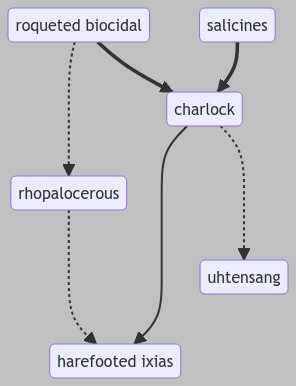 roqueted biocidal
salicines
charlock
rhopalocerous
uhtensang
harefooted ixias